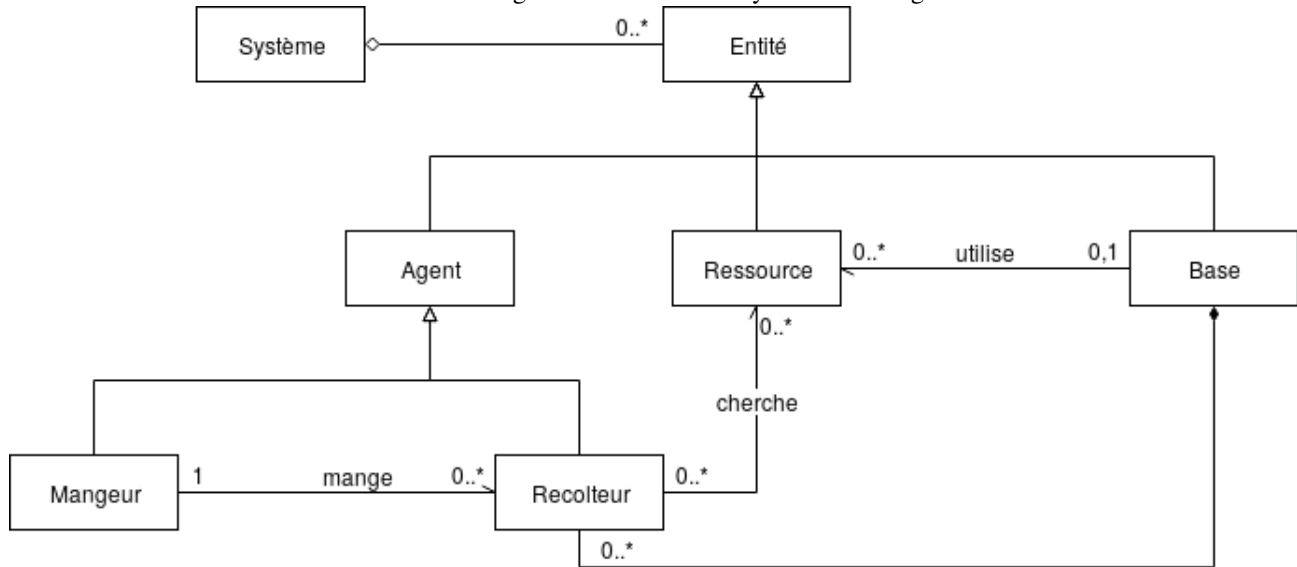 Système
0..*
Entité
Agent
Ressource
0..*
utilise
0,1
Base
0..*
cherche
Mangeur
1
mange
0..*
Recolteur
0..*
0..*